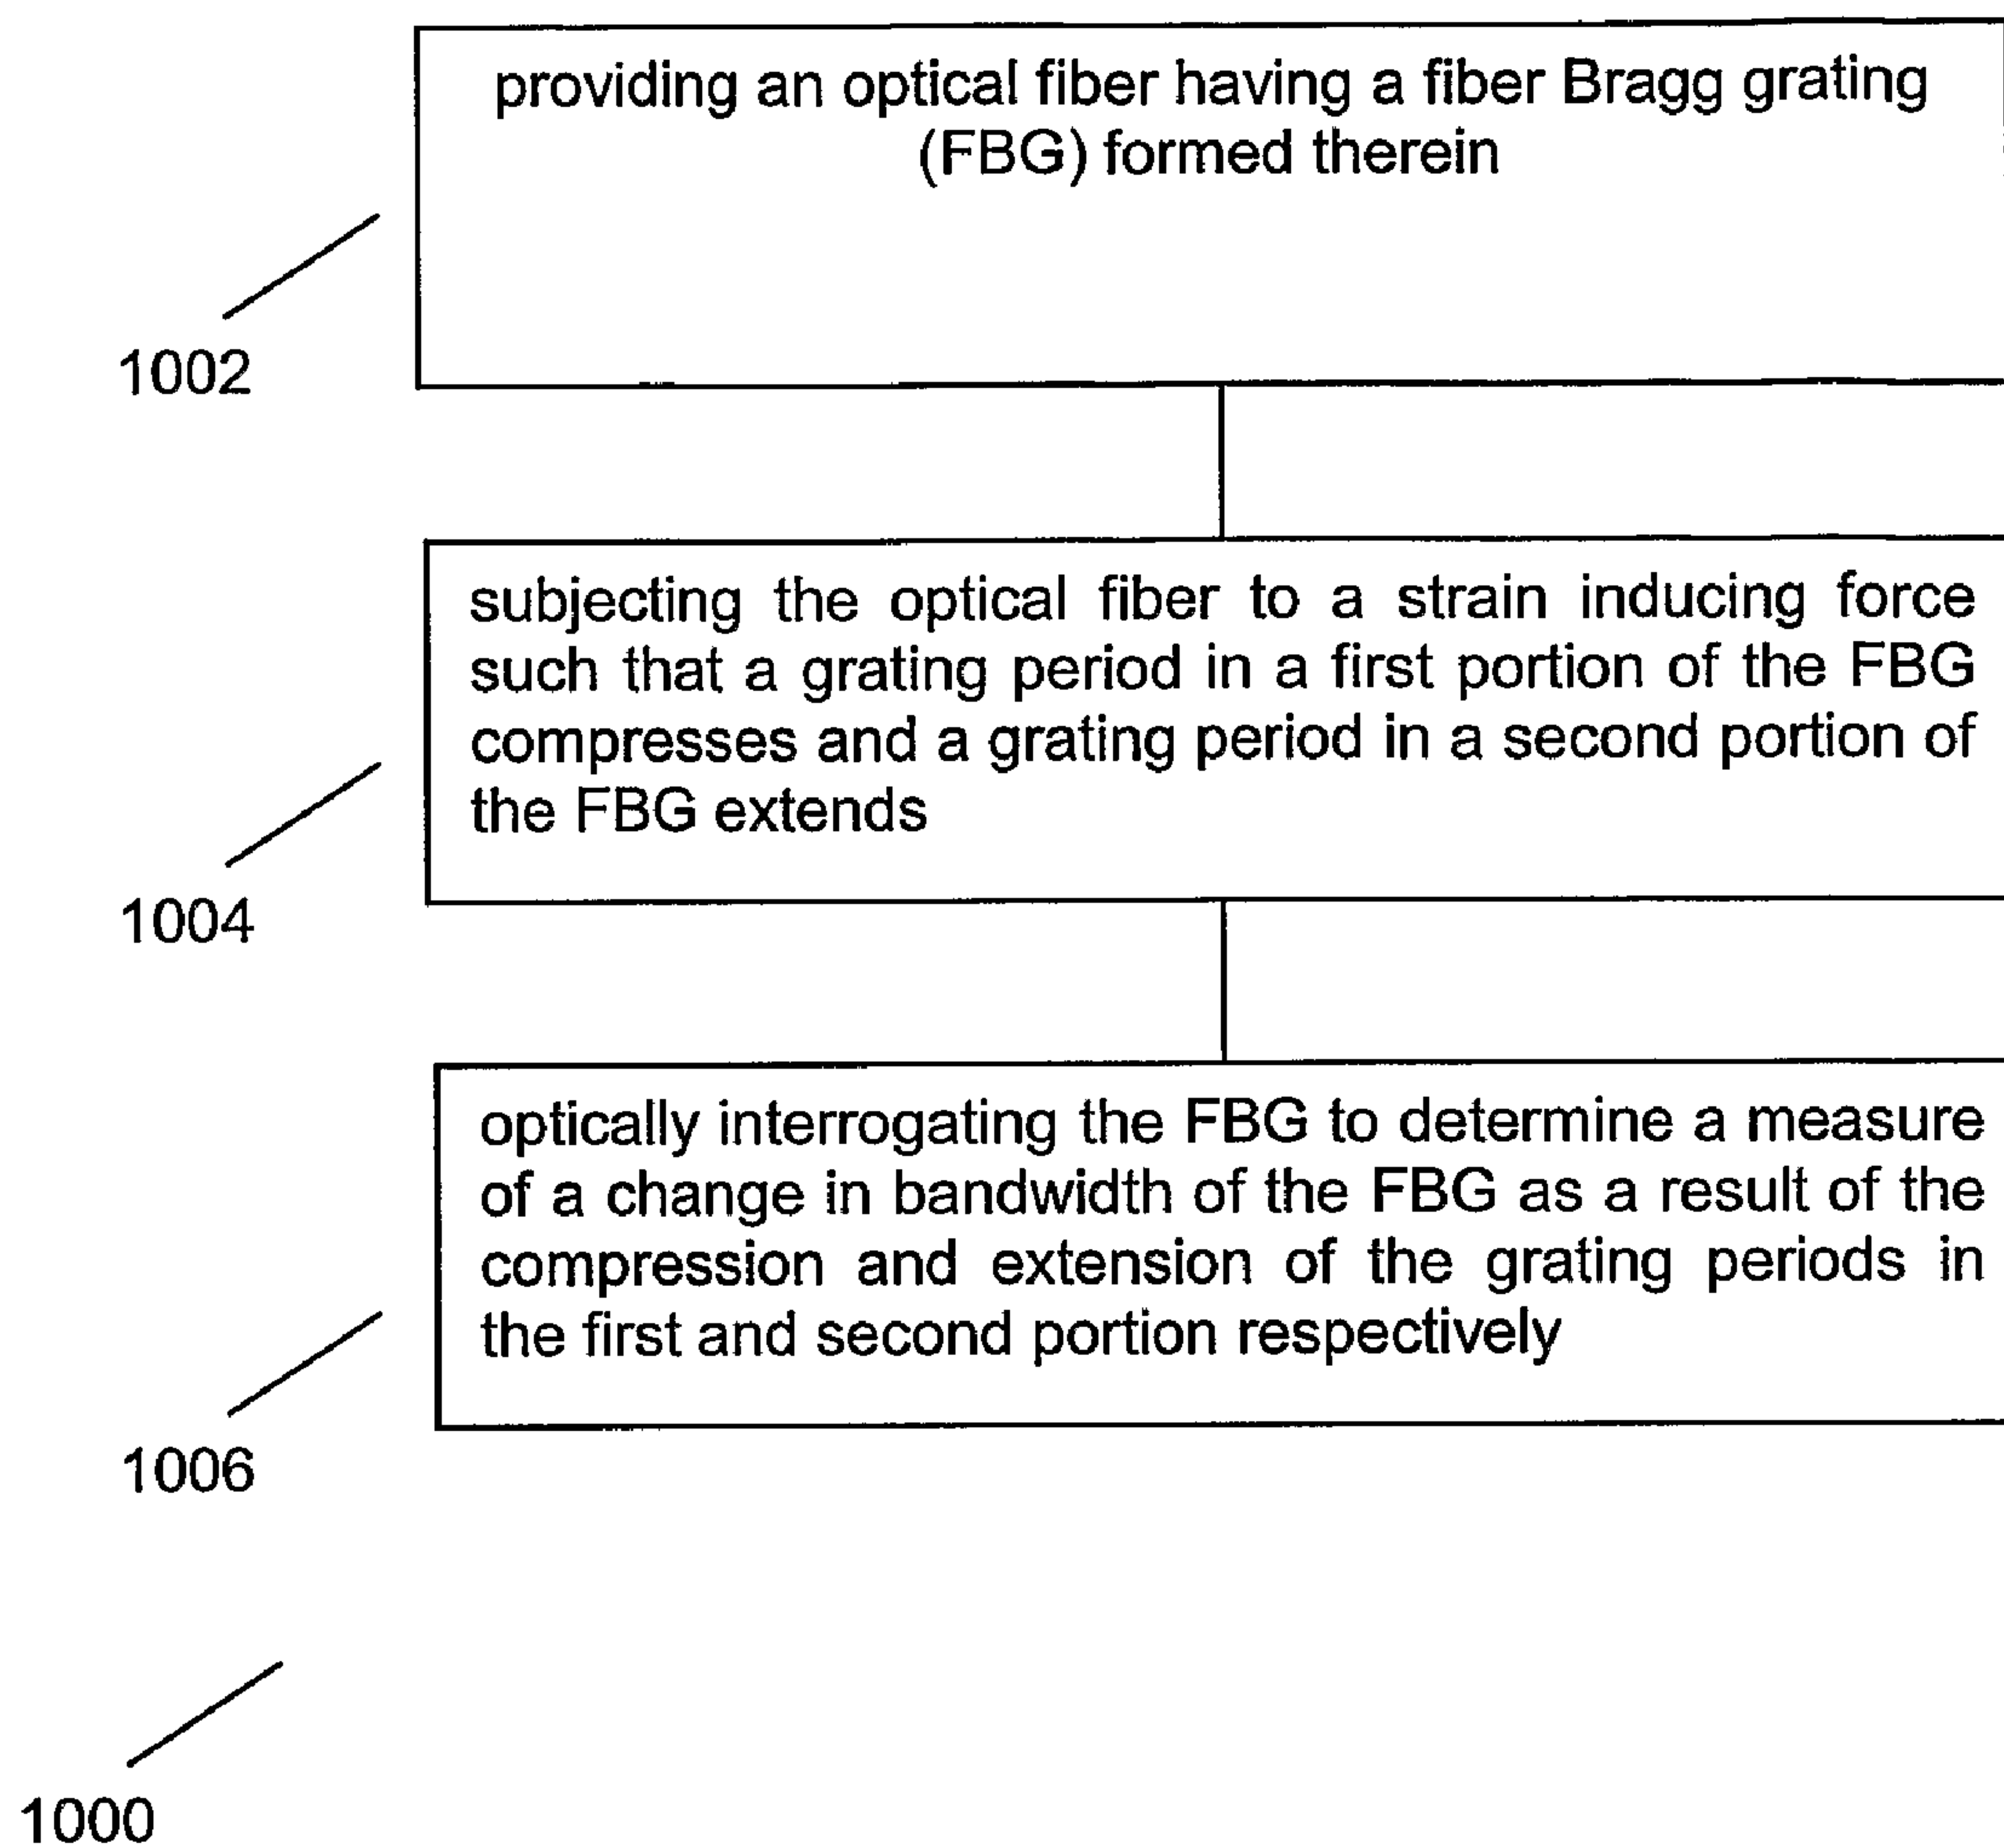 providing an optical fiber having a fiber Bragg grating
(FBG) formed therein
1002
subjecting the optical fiber to a strain inducing force
such that a grating period in a first portion of the FBG
compresses and a grating period in a second portion of
the FBG extends
1004
optically interrogating the FBG to determine a measure
of a change in bandwidth of the FBG as a result of the
compression and extension of the grating periods in
the first and second portion respectively
1006
1000